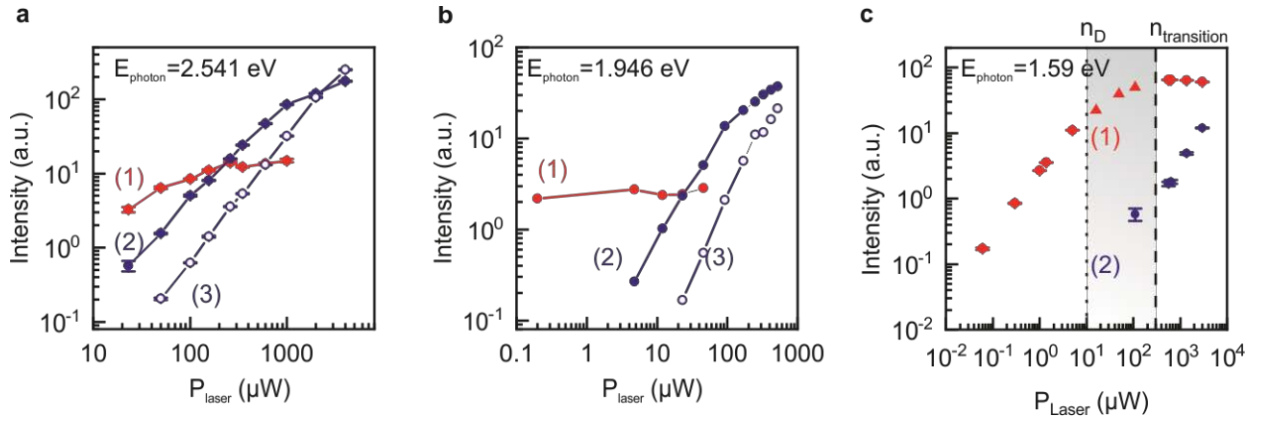 a
E_photon=2.541 eV
Intensity (a.u.)
10^2
10^1
10^0
10^-1
(1)
(2)
(3)
10
100
1000
P_laser (µW)
b
E_photon=1.946 eV
Intensity (a.u.)
10^2
10^1
10^0
10^-1
(1)
(2)
(3)
0.1
1
10
100
1000
P_laser (µW)
c
n_D
n_transition
E_photon=1.59 eV
Intensity (a.u.)
10^2
10^1
10^0
10^-1
10^-2
(1)
(2)
10^-2
10^-1
10^0
10^1
10^2
10^3
10^4
P_Laser (µW)